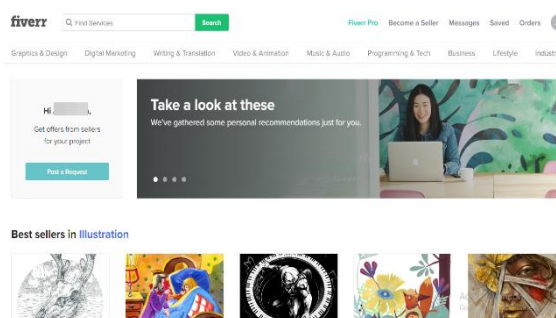 fiverr
Find Services
Search
Fiverr Pro Become a Seller Messages Saved Orders
Graphics & Design Digital Marketing Writing & Translation Video & Animation Music & Audio Programming & Tech Business Lifestyle Industr
Hi
Get offers from sellers
for your project
Post a Request
Take a look at these
We've gathered some personal recommendations just for you.
Best sellers in Illustration